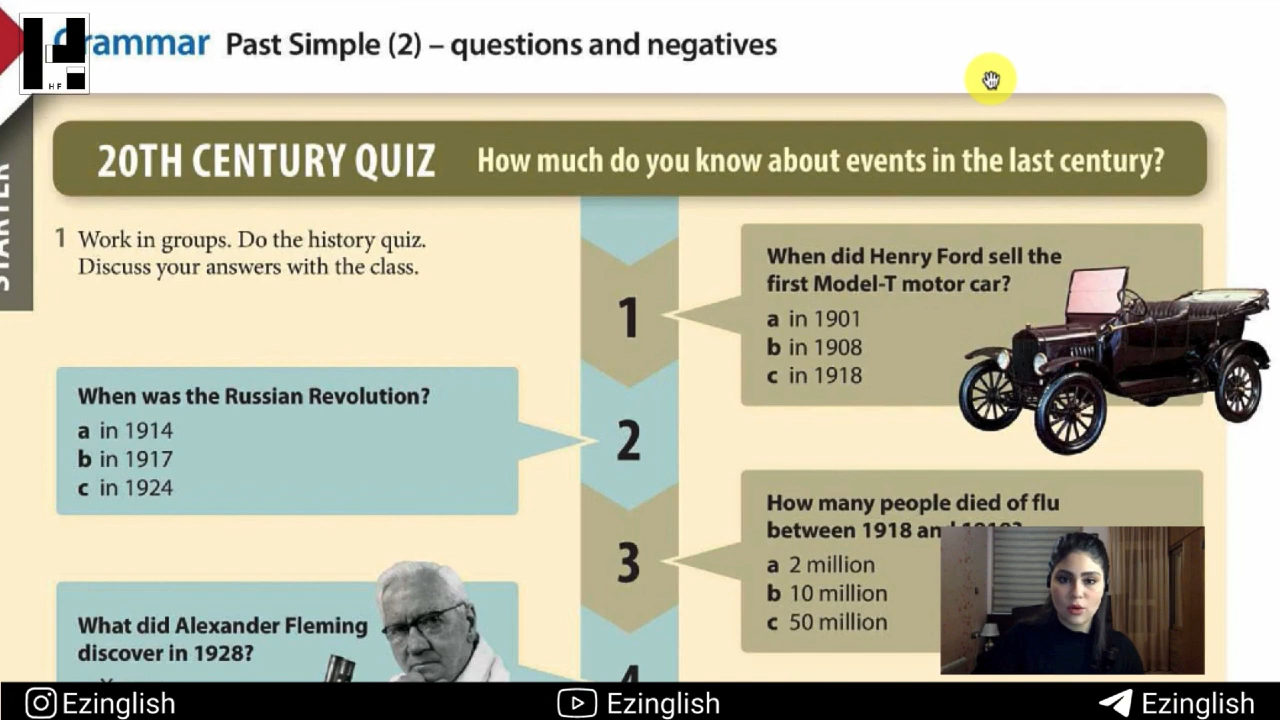 Grammar Past Simple (2) – questions and negatives
HF
STARTER
20TH CENTURY QUIZ How much do you know about events in the last century?
1 Work in groups. Do the history quiz.
Discuss your answers with the class.
1
When did Henry Ford sell the
first Model-T motor car?
a in 1901
b in 1908
c in 1918
When was the Russian Revolution?
a in 1914
b in 1917
c in 1924
2
How many people died of flu
between 1918 and
a 2 million
b 10 million
c 50 million
3
What did Alexander Fleming
discover in 1928?
4
Ezinglish
Ezinglish
Ezinglish